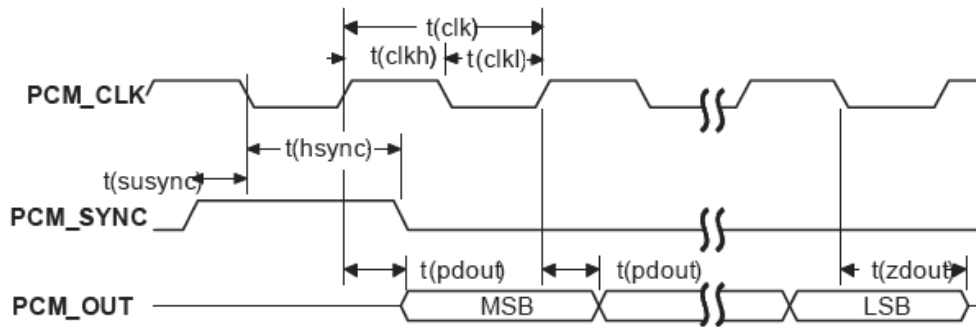 t(clk)
t(clkh) t(clkl)
PCM_CLK
t(hsync)
t(susync)
PCM_SYNC
t(pdout) t(pdout) t(zdout)
PCM_OUT MSB LSB